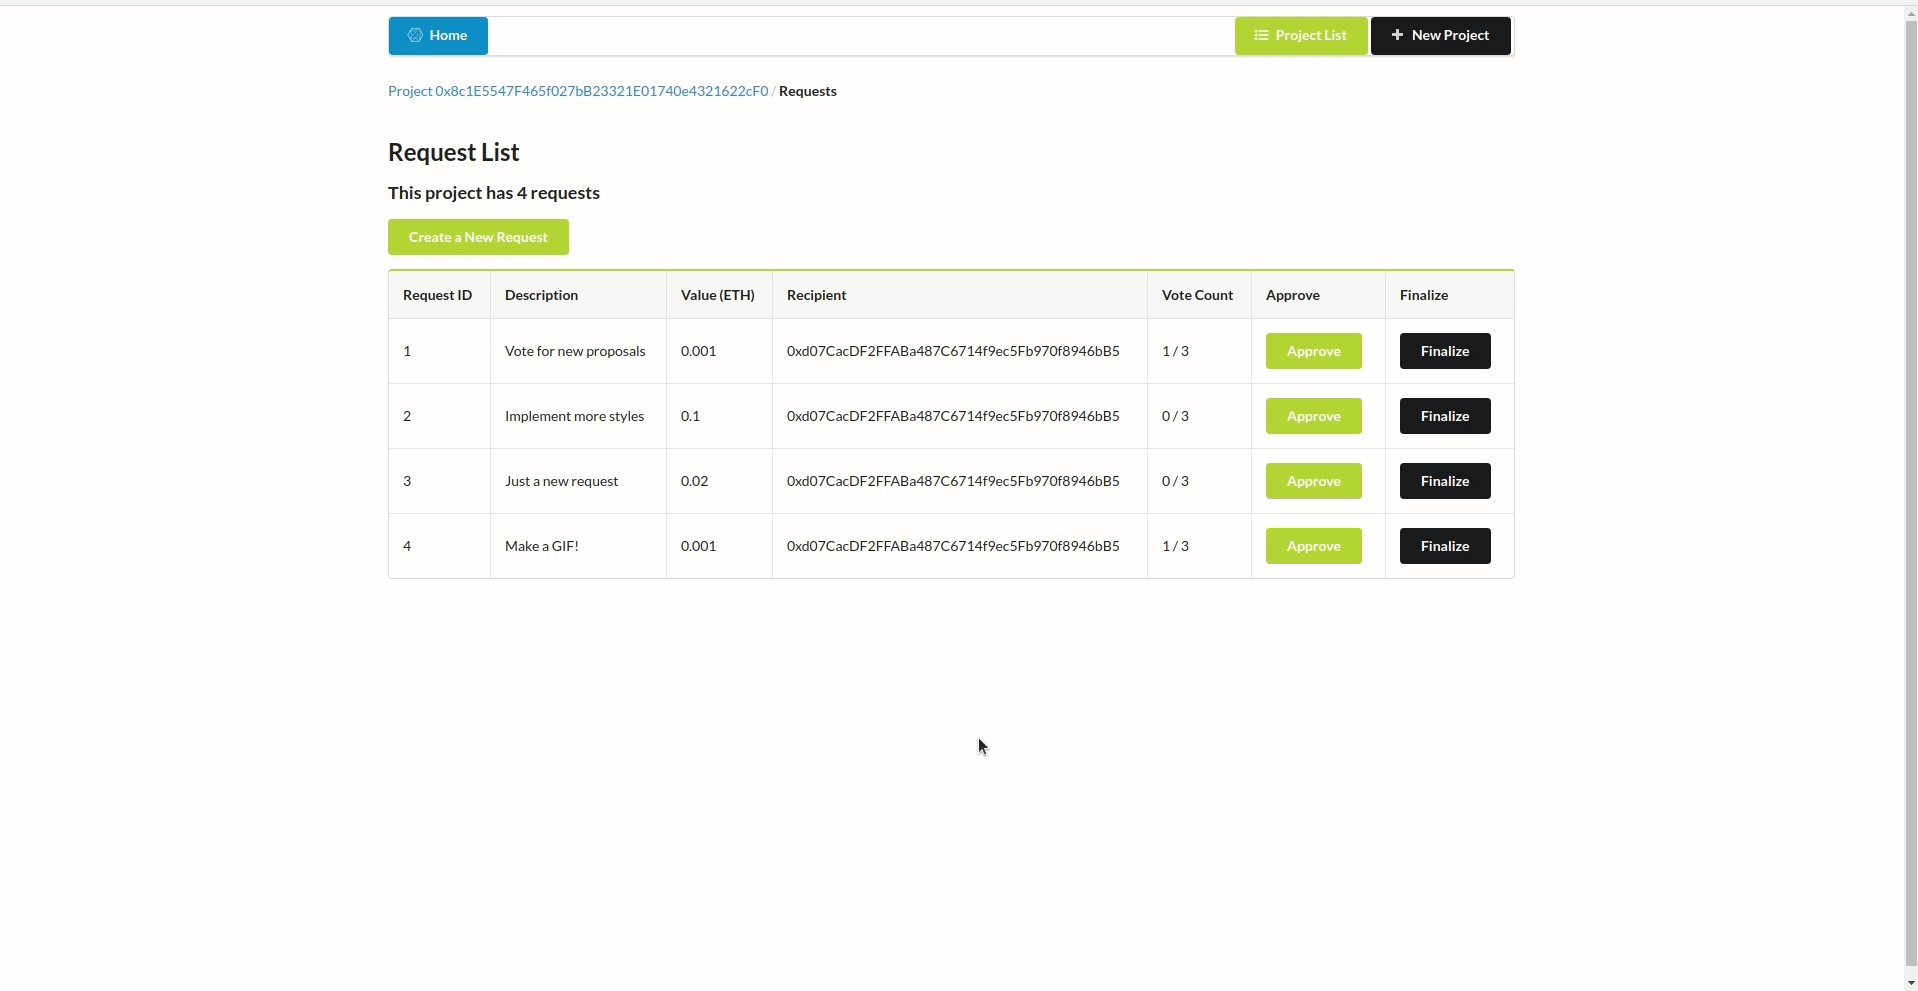 Home Project List New Project
Project 0x8c1E5547F465f027bB23321E01740e4321622cF0 / Requests
Request List
This project has 4 requests
Create a New Request
Request ID Description Value (ETH) Recipient Vote Count Approve Finalize
1 Vote for new proposals 0.001 0xd07CacDF2FFABa487C6714f9ec5Fb970f8946bB5 1 / 3 Approve Finalize
2 Implement more styles 0.1 0xd07CacDF2FFABa487C6714f9ec5Fb970f8946bB5 0 / 3 Approve Finalize
3 Just a new request 0.02 0xd07CacDF2FFABa487C6714f9ec5Fb970f8946bB5 0 / 3 Approve Finalize
4 Make a GIF! 0.001 0xd07CacDF2FFABa487C6714f9ec5Fb970f8946bB5 1 / 3 Approve Finalize